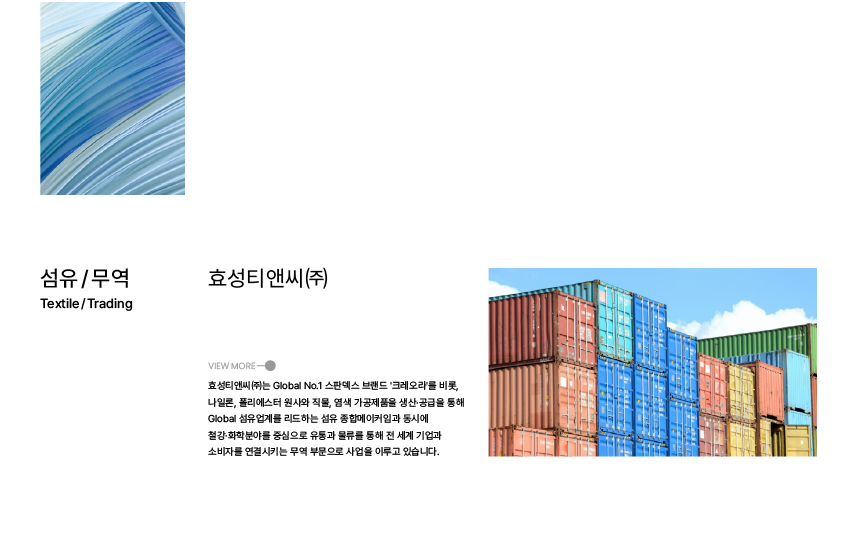 섬유 / 무역
Textile / Trading
효성티앤씨㈜
VIEW MORE
효성티앤씨㈜는 Global No.1 스판덱스 브랜드 '크레오라'를 비롯,
나일론, 폴리에스터 원사와 직물, 염색 가공제품을 생산·공급을 통해
Global 섬유업계를 리드하는 섬유 종합메이커임과 동시에
철강·화학분야를 중심으로 유통과 물류를 통해 전 세계 기업과
소비자를 연결시키는 무역 부문으로 사업을 이루고 있습니다.